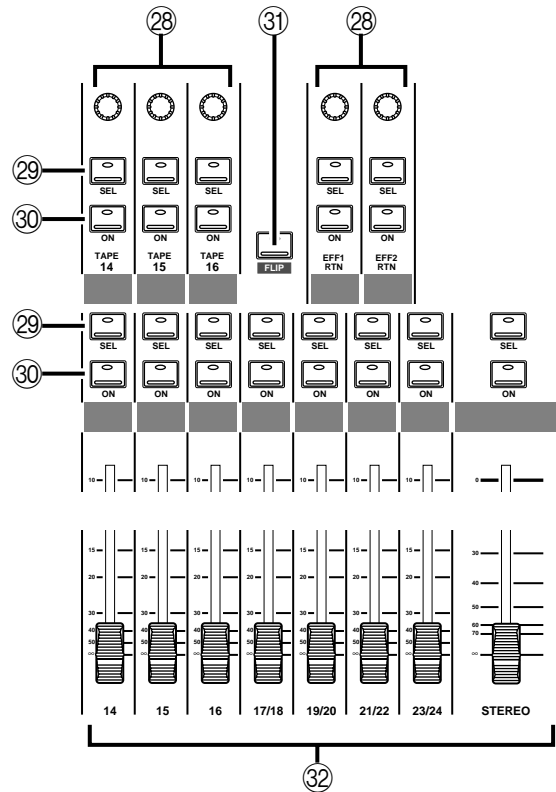 ㉘ ㉛ ㉘
㉙
SEL SEL SEL SEL SEL
㉚
ON ON ON ON ON
TAPE 14 TAPE 15 TAPE 16 FLIP EFF1 RTN EFF2 RTN
㉙
SEL SEL SEL SEL SEL SEL SEL SEL
㉚
ON ON ON ON ON ON ON ON
10 10 10 10 10 10 10 0
15 15 15 15 15 15 15 30
20 20 20 20 20 20 20 40
30 30 30 30 30 30 30 50
40 40 40 40 40 40 40 60
50 50 50 50 50 50 50 70
∞ ∞ ∞ ∞ ∞ ∞ ∞ ∞
14 15 16 17/18 19/20 21/22 23/24 STEREO
㉜